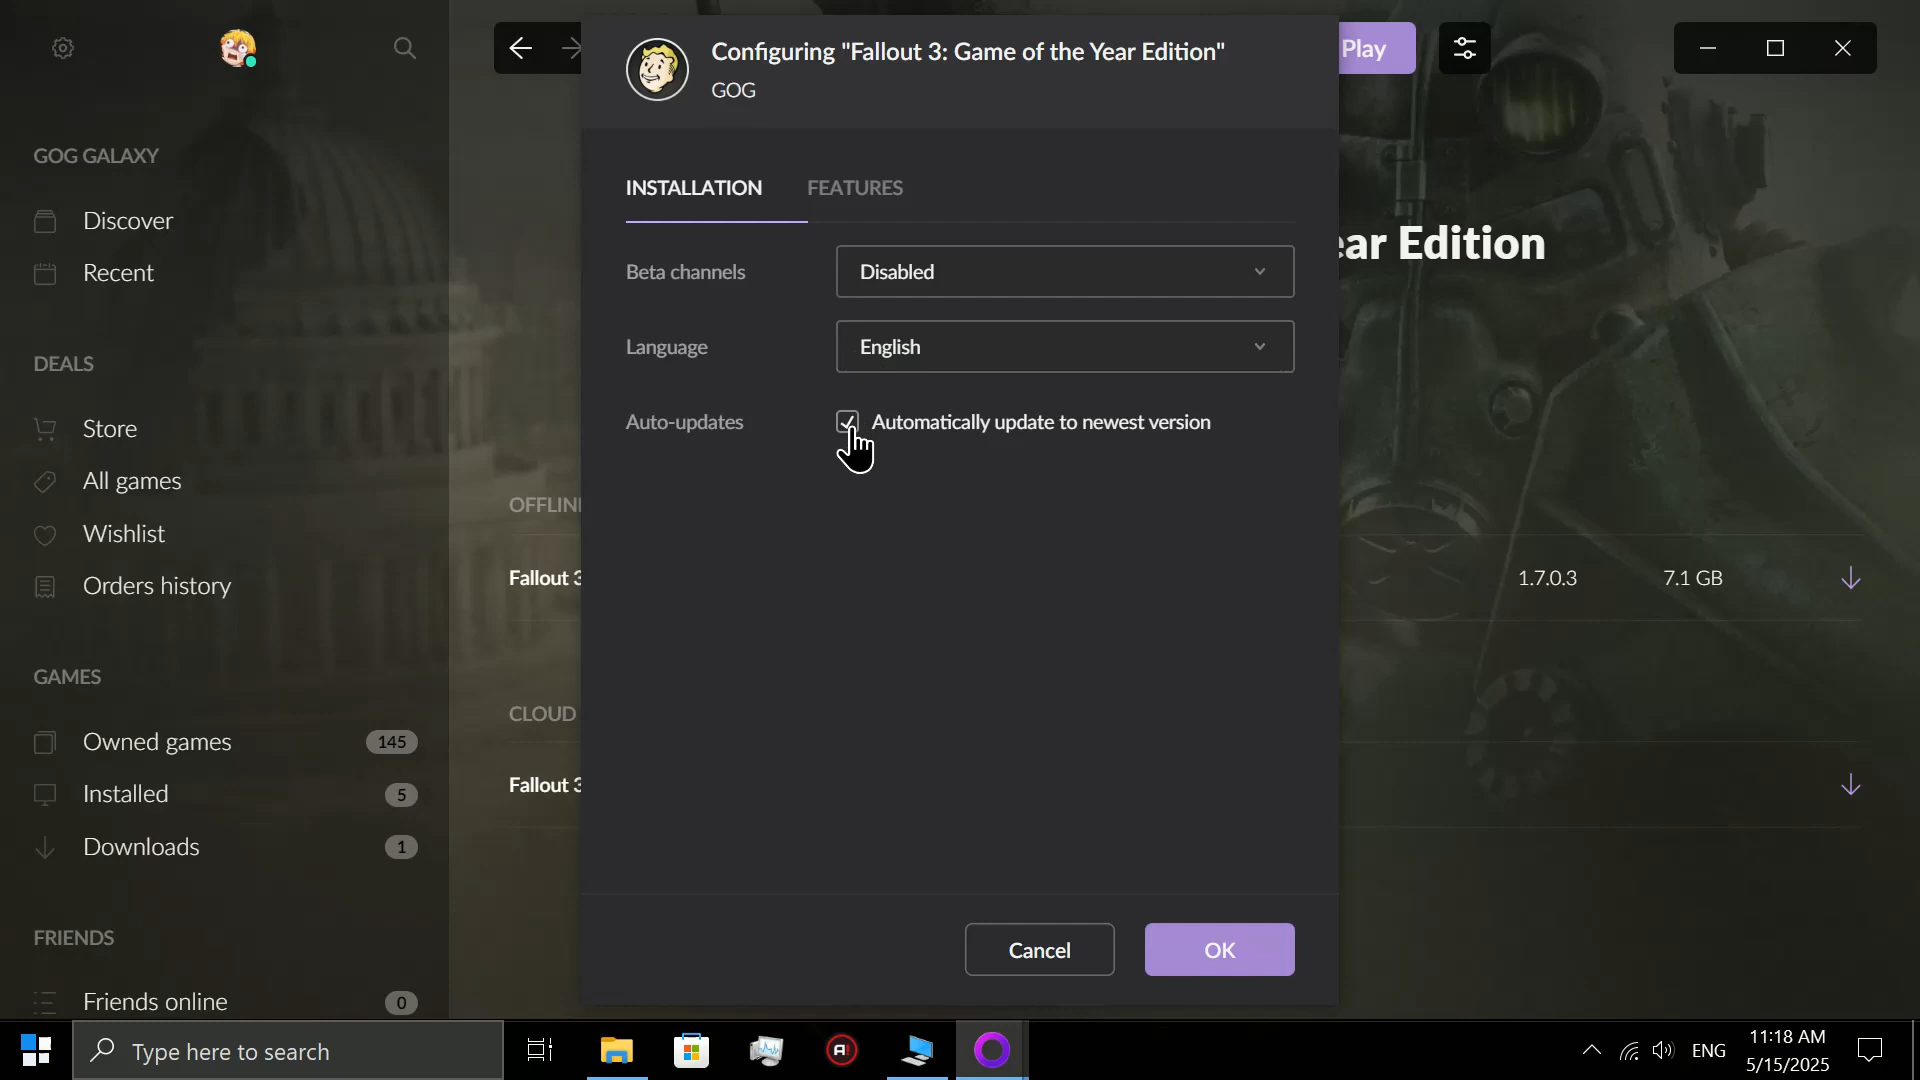 Configuring "Fallout 3: Game of the Year Edition"
GOG
Play
GOG GALAXY
Discover
Recent
DEALS
Store
All games
Wishlist
Orders history
GAMES
Owned games 145
Installed 5
Downloads 1
FRIENDS
Friends online 0
INSTALLATION FEATURES
Beta channels Disabled
Language English
Auto-updates Automatically update to newest version
Cancel OK
ear Edition
OFFLIN
Fallout 3 1.7.0.3 7.1 GB
CLOUD
Fallout 3
Type here to search
ENG
11:18 AM
5/15/2025